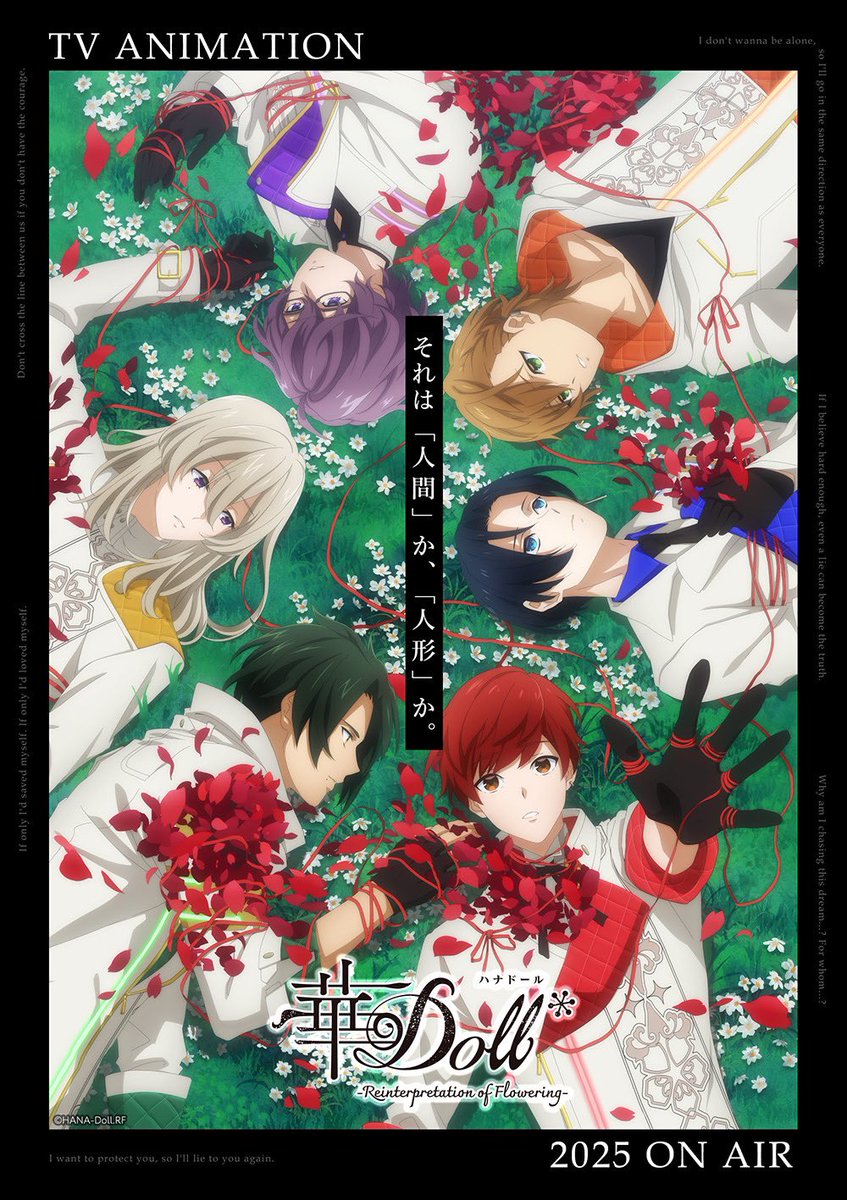 TV ANIMATION
I don't wanna be alone,
so I'll go in the same direction as everyone.
Don't cross the line between us if you don't have the courage.
それは「人間」か、「人形」か。
If I believe hard enough, even a lie can become the truth.
If only I'd saved myself. If only I'd loved myself.
Why am I chasing this dream...? For whom...?
ハナドール
華Doll*
-Reinterpretation of Flowering-
©HANA-Doll.RF
I want to protect you, so I'll lie to you again.
2025 ON AIR